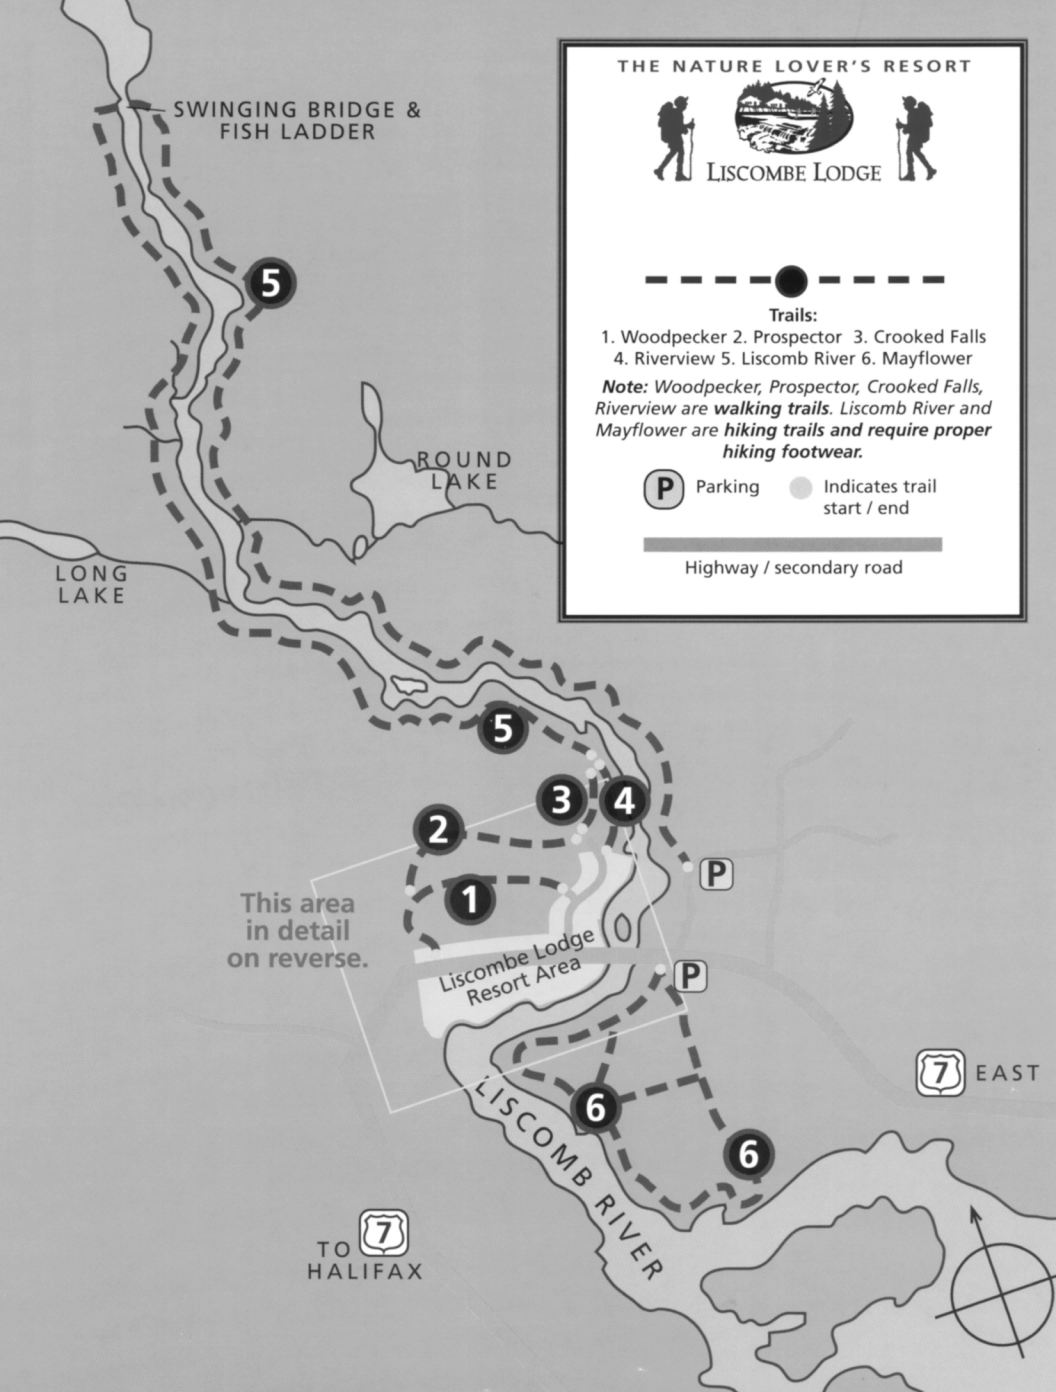 SWINGING BRIDGE &
FISH LADDER
THE NATURE LOVER'S RESORT
LISCOMBE LODGE
Trails:
1. Woodpecker 2. Prospector 3. Crooked Falls
4. Riverview 5. Liscomb River 6. Mayflower
Note: Woodpecker, Prospector, Crooked Falls,
Riverview are walking trails. Liscomb River and
Mayflower are hiking trails and require proper
hiking footwear.
P Parking
Indicates trail
start / end
Highway / secondary road
5
ROUND
LAKE
LONG
LAKE
5
3
4
2
P
1
This area
in detail
on reverse.
Liscombe Lodge
Resort Area
P
7 EAST
6
6
LISCOMB RIVER
7
TO
HALIFAX